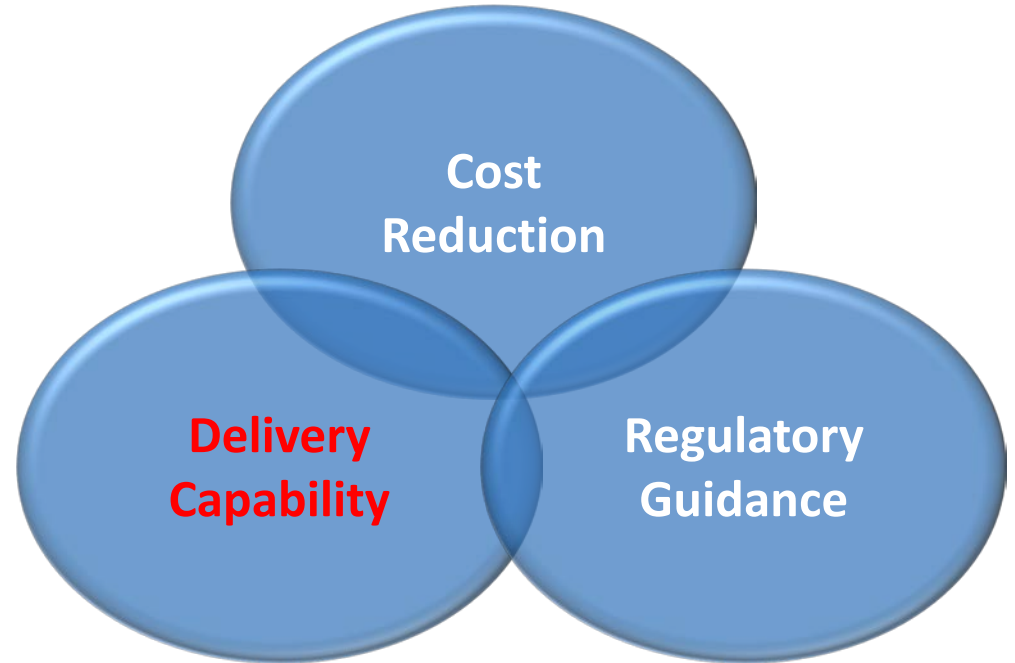 Cost
Reduction
Delivery
Capability
Regulatory
Guidance